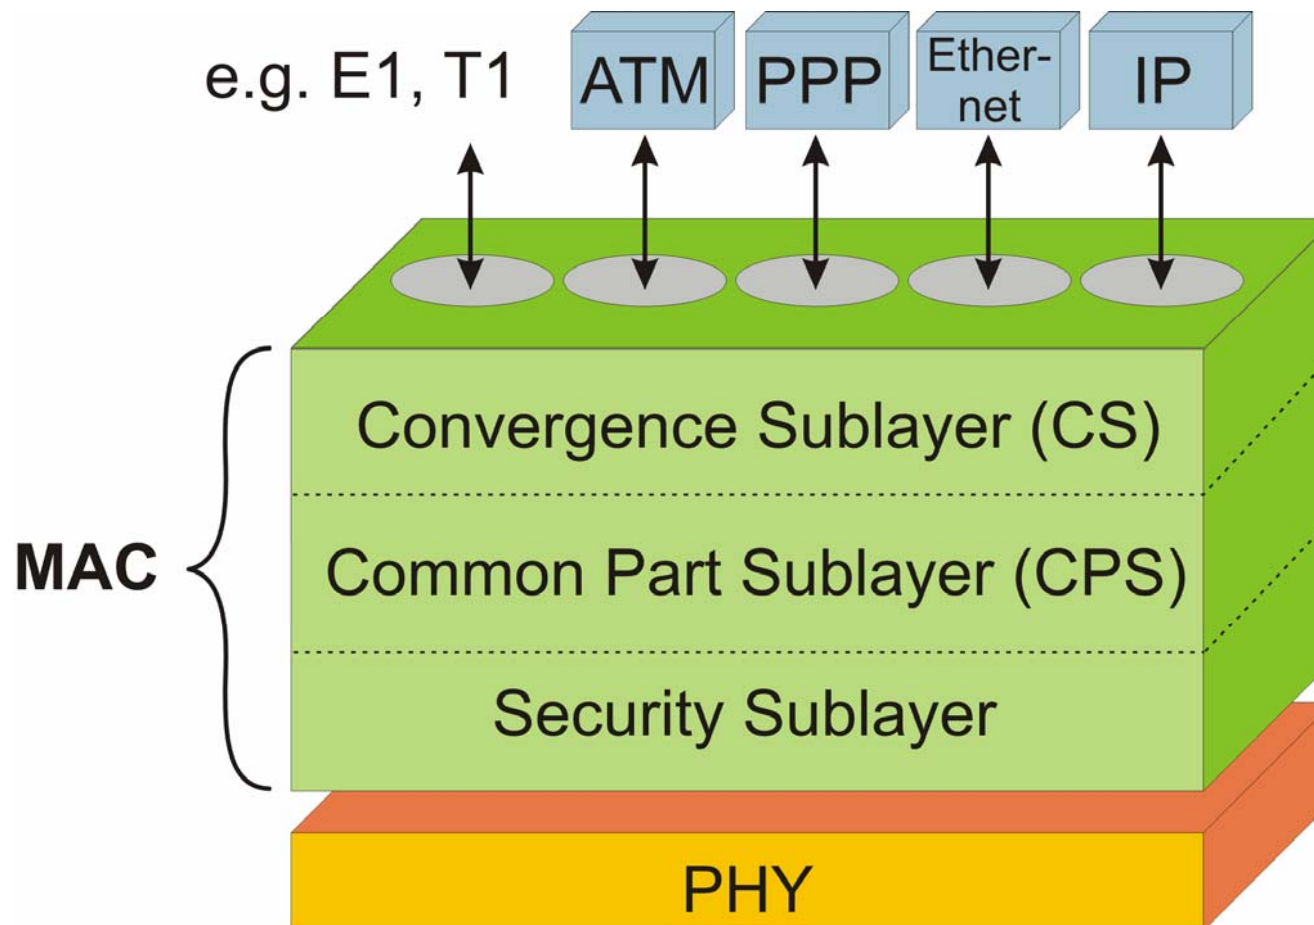 e.g. E1, T1
ATM
PPP
Ether-
net
IP
Convergence Sublayer (CS)
MAC
Common Part Sublayer (CPS)
Security Sublayer
PHY